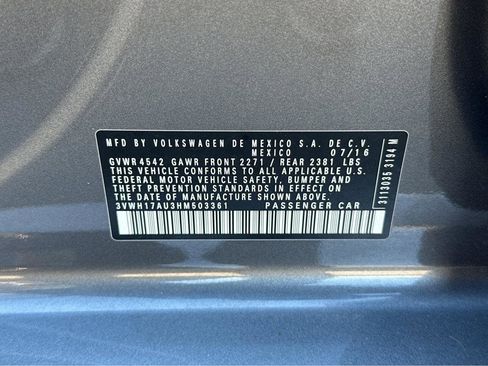 MFD BY VOLKSWAGEN DE MEXICO S.A. DE C.V.
MEXICO 07/16
GVWR 4542 GAWR FRONT 2271 / REAR 2381 LBS
THIS VEHICLE CONFORMS TO ALL APPLICABLE U.S.
FEDERAL MOTOR VEHICLE SAFETY, BUMPER AND
THEFT PREVENTION STANDARDS IN EFFECT ON THE
DATE OF MANUFACTURE SHOWN ABOVE.
3VWH17AU3HM503361 PASSENGER CAR
3113035 3194 M